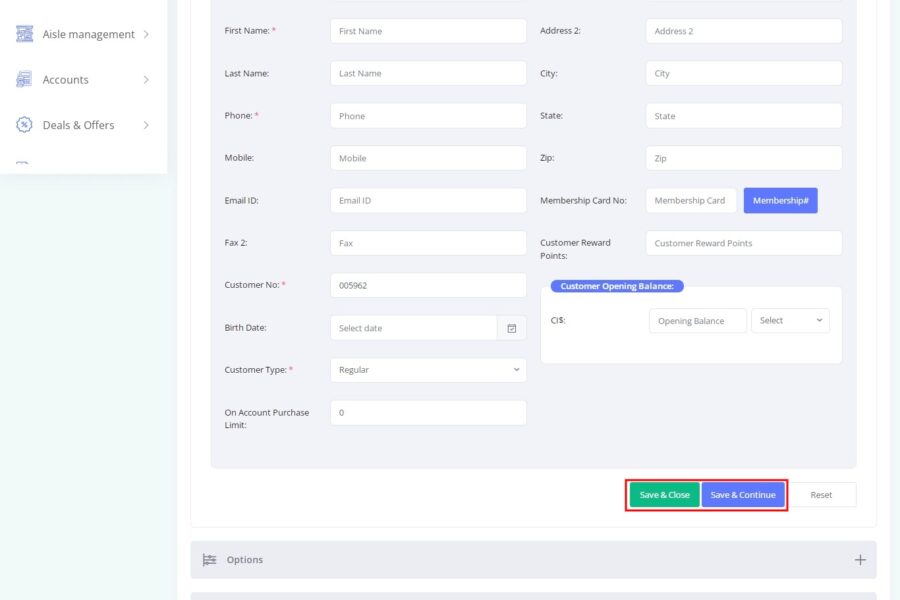 Aisle management
Accounts
Deals & Offers
First Name: *
First Name
Address 2:
Address 2
Last Name:
Last Name
City:
City
Phone: *
Phone
State:
State
Mobile:
Mobile
Zip:
Zip
Email ID:
Email ID
Membership Card No:
Membership Card
Membership#
Fax 2:
Fax
Customer Reward
Points:
Customer Reward Points
Customer No: *
005962
Customer Opening Balance:
Birth Date:
Select date
CI$:
Opening Balance
Select
Customer Type: *
Regular
On Account Purchase
Limit:
0
Save & Close
Save & Continue
Reset
Options